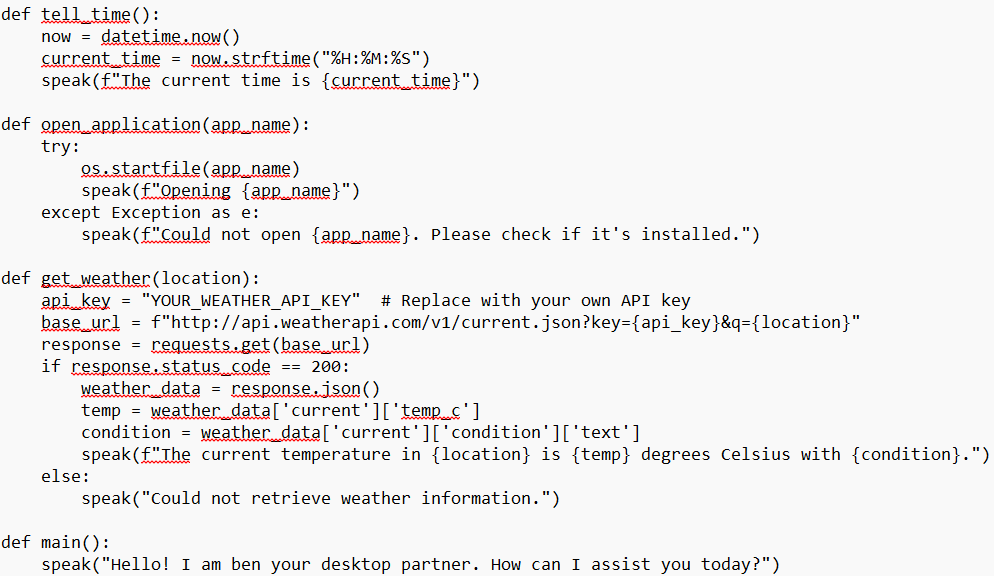 def tell_time():
    now = datetime.now()
    current_time = now.strftime("%H:%M:%S")
    speak(f"The current time is {current_time}")

def open_application(app_name):
    try:
        os.startfile(app_name)
        speak(f"Opening {app_name}")
    except Exception as e:
        speak(f"Could not open {app_name}. Please check if it's installed.")

def get_weather(location):
    api_key = "YOUR_WEATHER_API_KEY"  # Replace with your own API key
    base_url = f"http://api.weatherapi.com/v1/current.json?key={api_key}&q={location}"
    response = requests.get(base_url)
    if response.status_code == 200:
        weather_data = response.json()
        temp = weather_data['current']['temp_c']
        condition = weather_data['current']['condition']['text']
        speak(f"The current temperature in {location} is {temp} degrees Celsius with {condition}.")
    else:
        speak("Could not retrieve weather information.")

def main():
    speak("Hello! I am ben your desktop partner. How can I assist you today?")